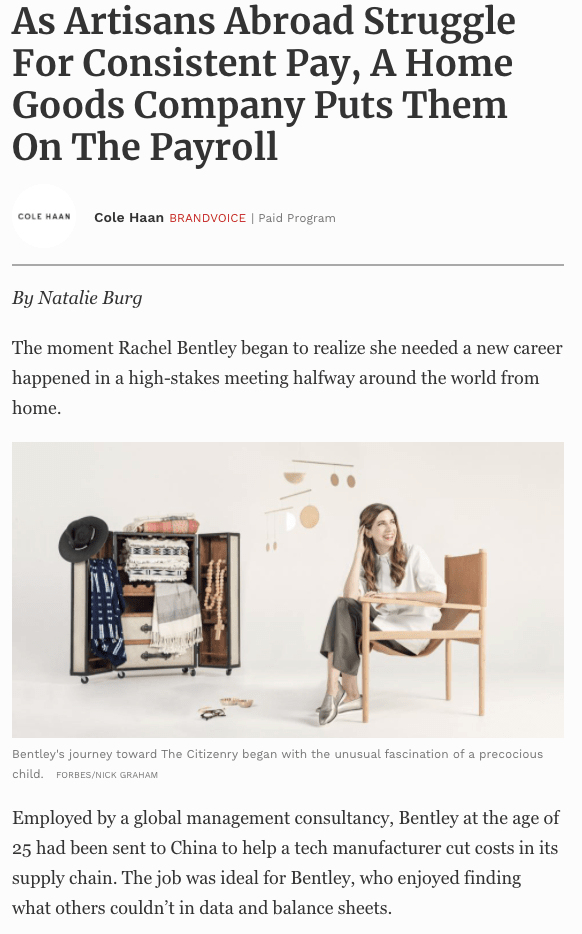 As Artisans Abroad Struggle
For Consistent Pay, A Home
Goods Company Puts Them
On The Payroll
COLE HAAN
Cole Haan BRANDVOICE | Paid Program
By Natalie Burg
The moment Rachel Bentley began to realize she needed a new career
happened in a high-stakes meeting halfway around the world from
home.
Bentley's journey toward The Citizenry began with the unusual fascination of a precocious
child. FORBES/NICK GRAHAM
Employed by a global management consultancy, Bentley at the age of
25 had been sent to China to help a tech manufacturer cut costs in its
supply chain. The job was ideal for Bentley, who enjoyed finding
what others couldn’t in data and balance sheets.